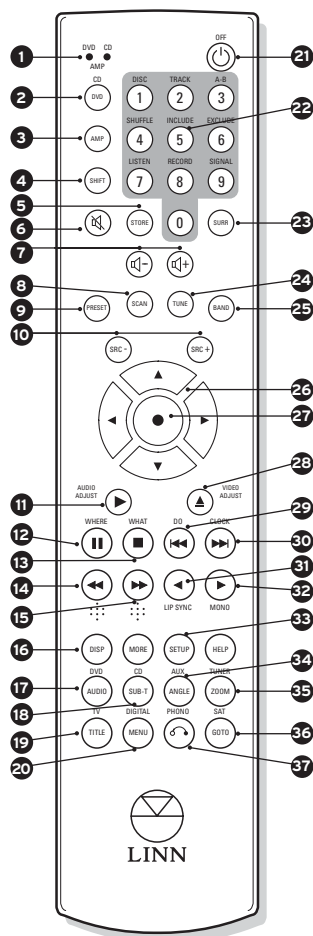 DVD CD OFF
1 AMP 21
CD DISC TRACK A-B
2 DVD 1 2 3
22
SHUFFLE INCLUDE EXCLUDE
3 AMP 4 5 6
LISTEN RECORD SIGNAL
4 SHIFT 7 8 9
5
6 STORE 0 SURR 23
7
8 24
9 PRESET SCAN TUNE BAND 25
10
SRC - SRC +
26
27
28
AUDIO ADJUST VIDEO ADJUST
11
WHERE WHAT DO CLOCK 29
12 30
13
14 31
15 LIP SYNC MONO 32
33
16 DISP MORE SETUP HELP
34
DVD CD AUX TUNER
17 AUDIO SUB-T ANGLE ZOOM 35
18
TV DIGITAL PHONO SAT
19 TITLE MENU GOTO 36
20 37
LINN